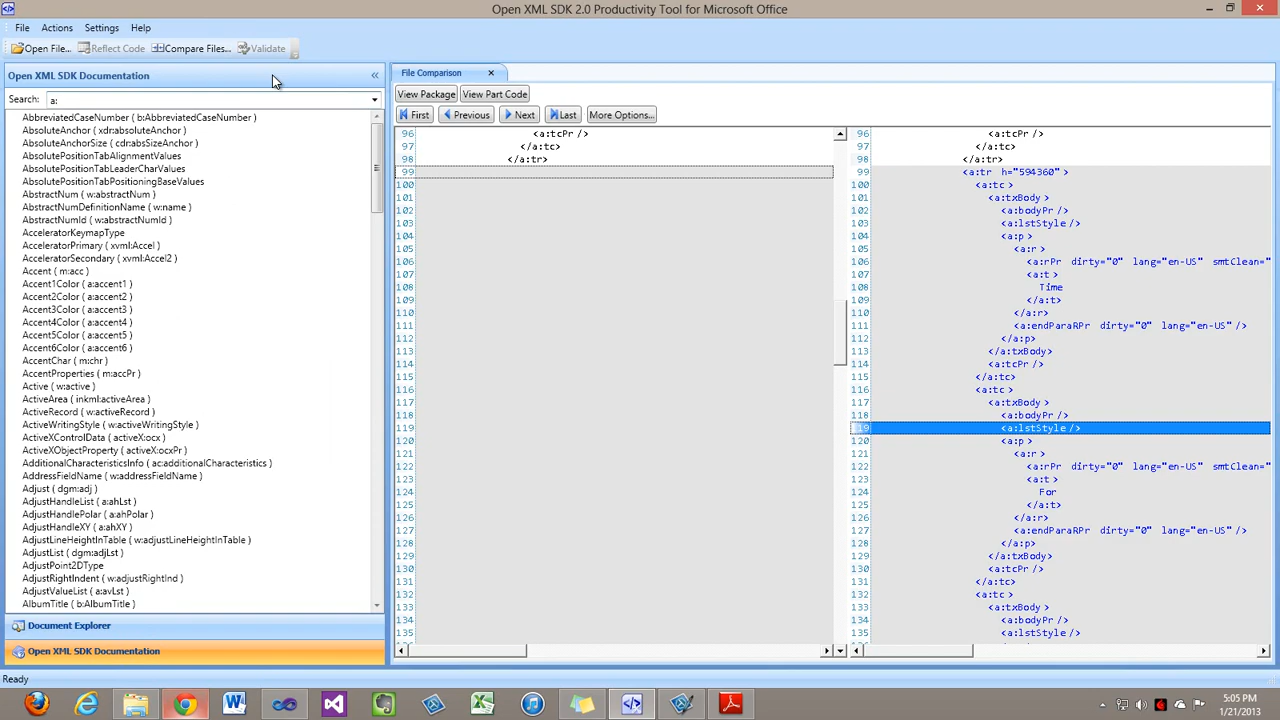 Open XML SDK 2.0 Productivity Tool for Microsoft Office
File Actions Settings Help
Open File... Reflect Code Compare Files... Validate
Open XML SDK Documentation
Search: a:
AbbreviatedCaseNumber ( b:AbbreviatedCaseNumber )
AbsoluteAnchor ( xdr:absoluteAnchor )
AbsoluteAnchorSize ( cdr:absSizeAnchor )
AbsolutePositionTabAlignmentValues
AbsolutePositionTabLeaderCharValues
AbsolutePositionTabPositioningBaseValues
AbstractNum ( w:abstractNum )
AbstractNumDefinitionName ( w:name )
AbstractNumId ( w:abstractNumId )
AcceleratorKeymapType
AcceleratorPrimary ( xvml:Accel )
AcceleratorSecondary ( xvml:Accel2 )
Accent ( m:acc )
Accent1Color ( a:accent1 )
Accent2Color ( a:accent2 )
Accent3Color ( a:accent3 )
Accent4Color ( a:accent4 )
Accent5Color ( a:accent5 )
Accent6Color ( a:accent6 )
AccentChar ( m:chr )
AccentProperties ( m:accPr )
Active ( w:active )
ActiveArea ( inkml:activeArea )
ActiveRecord ( w:activeRecord )
ActiveWritingStyle ( w:activeWritingStyle )
ActiveXControlData ( activeX:ocx )
ActiveXObjectProperty ( activeX:ocxPr )
AdditionalCharacteristicsInfo ( ac:additionalCharacteristics )
AddressFieldName ( w:addressFieldName )
Adjust ( dgm:adj )
AdjustHandleList ( a:ahLst )
AdjustHandlePolar ( a:ahPolar )
AdjustHandleXY ( a:ahXY )
AdjustLineHeightInTable ( w:adjustLineHeightInTable )
AdjustList ( dgm:adjLst )
AdjustPoint2DType
AdjustRightIndent ( w:adjustRightInd )
AdjustValueList ( a:avLst )
AlbumTitle ( b:AlbumTitle )
Document Explorer
Open XML SDK Documentation
File Comparison
View Package View Part Code
First Previous Next Last More Options...
96 <a:tcPr />
97 </a:tc>
98 </a:tr>
99
100
101
102
103
104
105
106
107
108
109
110
111
112
113
114
115
116
117
118
119
120
121
122
123
124
125
126
127
128
129
130
131
132
133
134
135
96 <a:tcPr />
97 </a:tc>
98 </a:tr>
99 <a:tr h="594360">
100 <a:tc>
101 <a:txBody>
102 <a:bodyPr />
103 <a:lstStyle />
104 <a:p>
105 <a:r>
106 <a:rPr dirty="0" lang="en-US" smtClean="
107 <a:t>
108 Time
109 </a:t>
110 </a:r>
111 <a:endParaRPr dirty="0" lang="en-US" />
112 </a:p>
113 </a:txBody>
114 <a:tcPr />
115 </a:tc>
116 <a:tc>
117 <a:txBody>
118 <a:bodyPr />
119 <a:lstStyle />
120 <a:p>
121 <a:r>
122 <a:rPr dirty="0" lang="en-US" smtClean="
123 <a:t>
124 For
125 </a:t>
126 </a:r>
127 <a:endParaRPr dirty="0" lang="en-US" />
128 </a:p>
129 </a:txBody>
130 <a:tcPr />
131 </a:tc>
132 <a:tc>
133 <a:txBody>
134 <a:bodyPr />
135 <a:lstStyle />
Ready
5:05 PM
1/21/2013